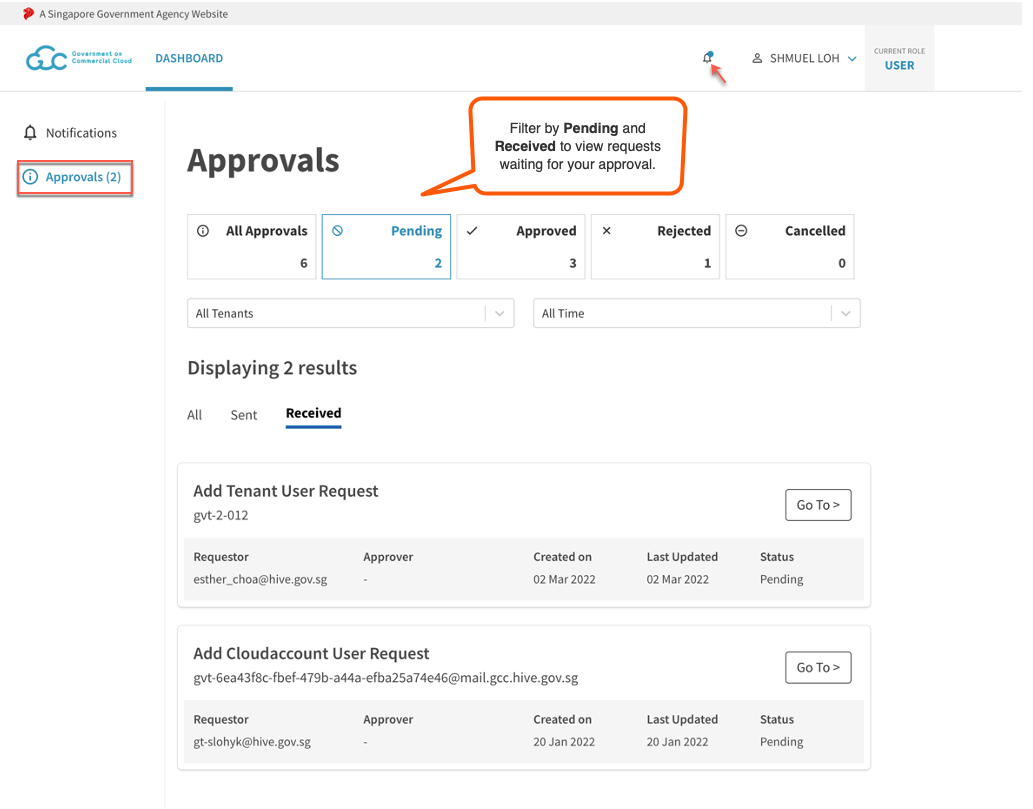 A Singapore Government Agency Website
Government on
Commercial Cloud
DASHBOARD
SHMUEL LOH
CURRENT ROLE
USER
Notifications
Approvals (2)
Filter by Pending and
Received to view requests
waiting for your approval.
Approvals
All Approvals
6
Pending
2
Approved
3
Rejected
1
Cancelled
0
All Tenants
All Time
Displaying 2 results
All Sent Received
Add Tenant User Request
gvt-2-012
Go To >
Requestor Approver Created on Last Updated Status
esther_choa@hive.gov.sg - 02 Mar 2022 02 Mar 2022 Pending
Add Cloudaccount User Request
gvt-6ea43f8c-fbef-479b-a44a-efba25a74e46@mail.gcc.hive.gov.sg
Go To >
Requestor Approver Created on Last Updated Status
gt-slohyk@hive.gov.sg - 20 Jan 2022 20 Jan 2022 Pending